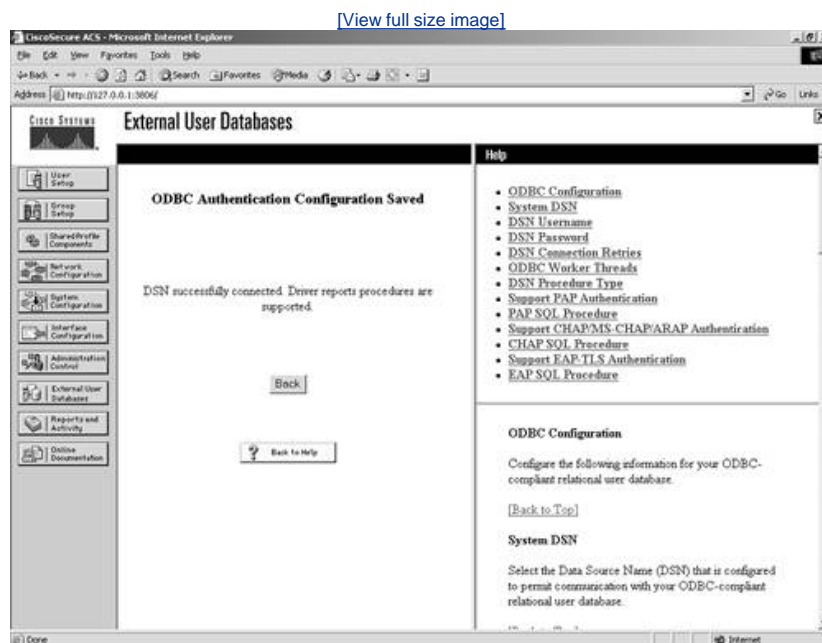 [View full size image]
CiscoSecure ACS - Microsoft Internet Explorer
File Edit View Favorites Tools Help
Back Search Favorites Media
Address http://127.0.0.1:3806/ Go Links
Cisco Systems
External User Databases
User Setup
Group Setup
Shared Profile Components
Network Configuration
System Configuration
Interface Configuration
Administration Control
External User Databases
Reports and Activity
Online Documentation
ODBC Authentication Configuration Saved
DSN successfully connected. Driver reports procedures are
supported.
Back
? Back to Help
Help
• ODBC Configuration
• System DSN
• DSN Username
• DSN Password
• DSN Connection Retries
• ODBC Worker Threads
• DSN Procedure Type
• Support PAP Authentication
• PAP SQL Procedure
• Support CHAP/MS-CHAP/ARAP Authentication
• CHAP SQL Procedure
• Support EAP-TLS Authentication
• EAP SQL Procedure
ODBC Configuration
Configure the following information for your ODBC-
compliant relational user database.
[Back to Top]
System DSN
Select the Data Source Name (DSN) that is configured
to permit communication with your ODBC-compliant
relational user database.
Done
Internet